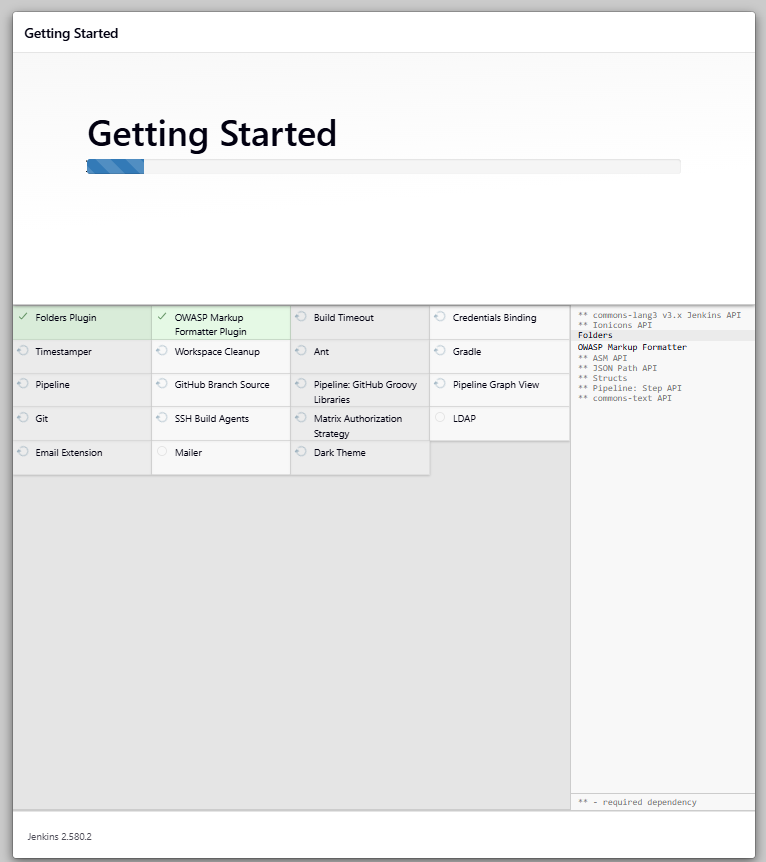 Getting Started
Getting Started
Folders Plugin
OWASP Markup
Formatter Plugin
Build Timeout
Credentials Binding
Timestamper
Workspace Cleanup
Ant
Gradle
Pipeline
GitHub Branch Source
Pipeline: GitHub Groovy
Libraries
Pipeline Graph View
Git
SSH Build Agents
Matrix Authorization
Strategy
LDAP
Email Extension
Mailer
Dark Theme
** commons-lang3 v3.x Jenkins API
** Ionicons API
Folders
OWASP Markup Formatter
** ASM API
** JSON Path API
** Structs
** Pipeline: Step API
** commons-text API
** - required dependency
Jenkins 2.580.2